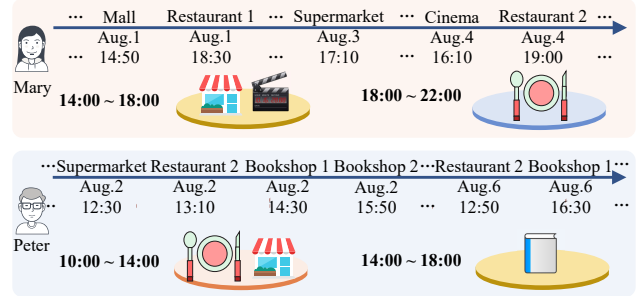 ··· Mall Restaurant 1 ··· Supermarket ··· Cinema Restaurant 2 ···
Aug.1 Aug.1 Aug.3 Aug.4 Aug.4
··· 14:50 18:30 ··· 17:10 ··· 16:10 19:00 ···
Mary
14:00 ~ 18:00 18:00 ~ 22:00
···Supermarket Restaurant 2 Bookshop 1 Bookshop 2···Restaurant 2 Bookshop 1···
Aug.2 Aug.2 Aug.2 Aug.2 Aug.6 Aug.6
··· 12:30 13:10 14:30 15:50 ··· 12:50 16:30 ···
Peter
10:00 ~ 14:00 14:00 ~ 18:00